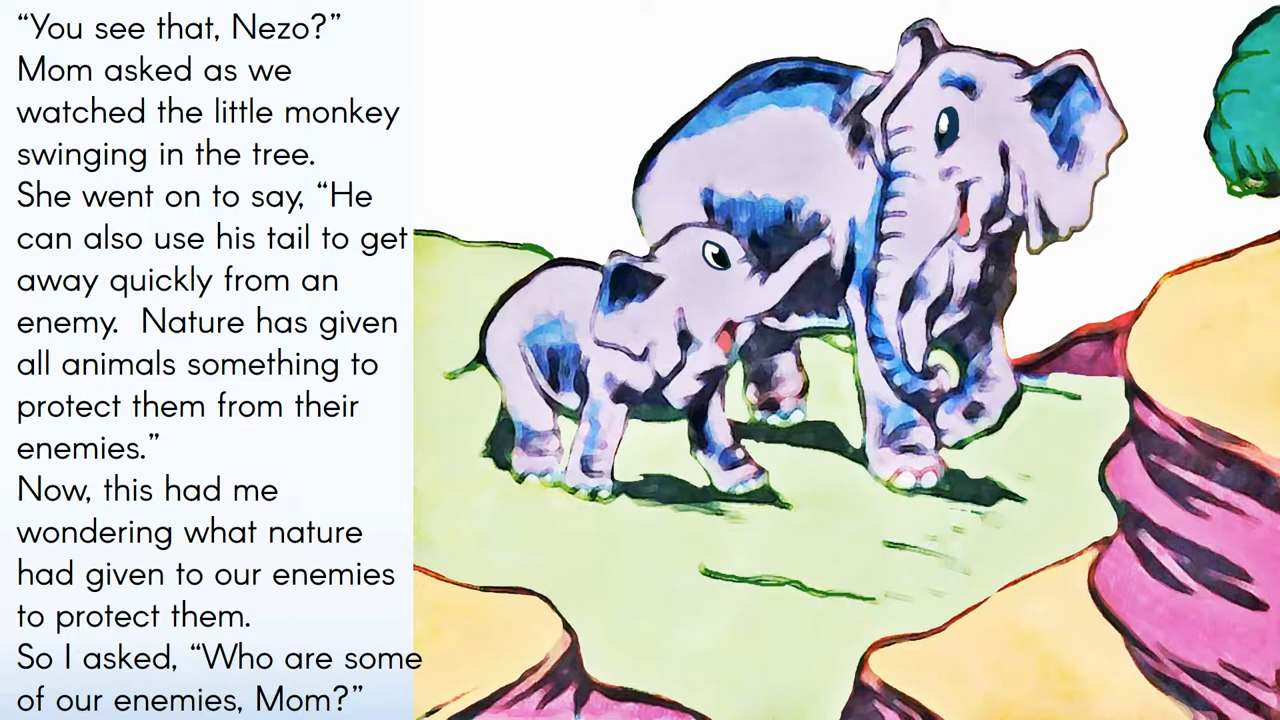 “You see that, Nezo?”
Mom asked as we
watched the little monkey
swinging in the tree.
She went on to say, “He
can also use his tail to get
away quickly from an
enemy.  Nature has given
all animals something to
protect them from their
enemies.”
Now, this had me
wondering what nature
had given to our enemies
to protect them.
So I asked, “Who are some
of our enemies, Mom?”